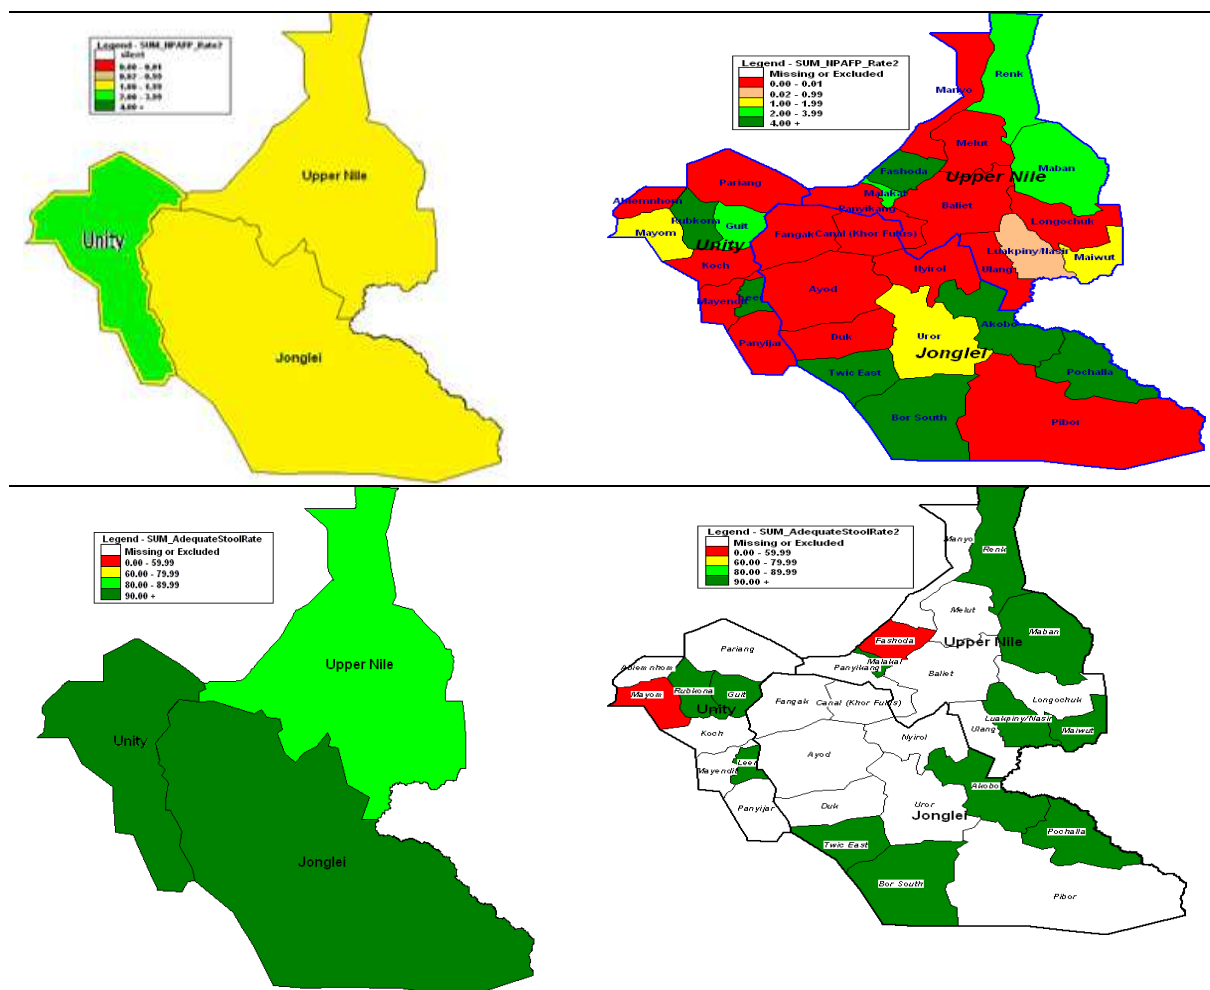 Legend - SUM_NPAFP_Rate2
silent
0.00 - 0.01
0.02 - 0.99
1.00 - 1.99
2.00 - 3.99
4.00 +
Upper Nile
Unity
Jonglei
Legend - SUM_NPAFP_Rate2
Missing or Excluded
0.00 - 0.01
0.02 - 0.99
1.00 - 1.99
2.00 - 3.99
4.00 +
Renk
Manyo
Melut
Fashoda
Maban
Upper Nile
Pariang
Malakal
Abiemnhom
Panyikang
Baliet
Rubkona
Guit
Longochuk
Mayom
Fangak
Canal (Khor Fulus)
Unity
Luakpiny/Nasir
Maiwut
Koch
Nyirol
Ulang
Ayod
Mayendit
Leer
Akobo
Uror
Panyijar
Duk
Jonglei
Twic East
Pochalla
Bor South
Pibor
Legend - SUM_AdequateStoolRate
Missing or Excluded
0.00 - 59.99
60.00 - 79.99
80.00 - 89.99
90.00 +
Upper Nile
Unity
Jonglei
Legend - SUM_AdequateStoolRate2
Missing or Excluded
0.00 - 59.99
60.00 - 79.99
80.00 - 89.99
90.00 +
Manyo
Renk
Melut
Maban
Fashoda
Upper Nile
Pariang
Malakal
Abiemnhom
Panyikang
Baliet
Mayom
Rubkona
Guit
Longochuk
Fangak
Canal (Khor Fulus)
Unity
Luakpiny/Nasir
Koch
Nyirol
Ulang
Maiwut
Ayod
Leer
Mayendit
Akobo
Panyijar
Duk
Uror
Jonglei
Pochalla
Twic East
Bor South
Pibor